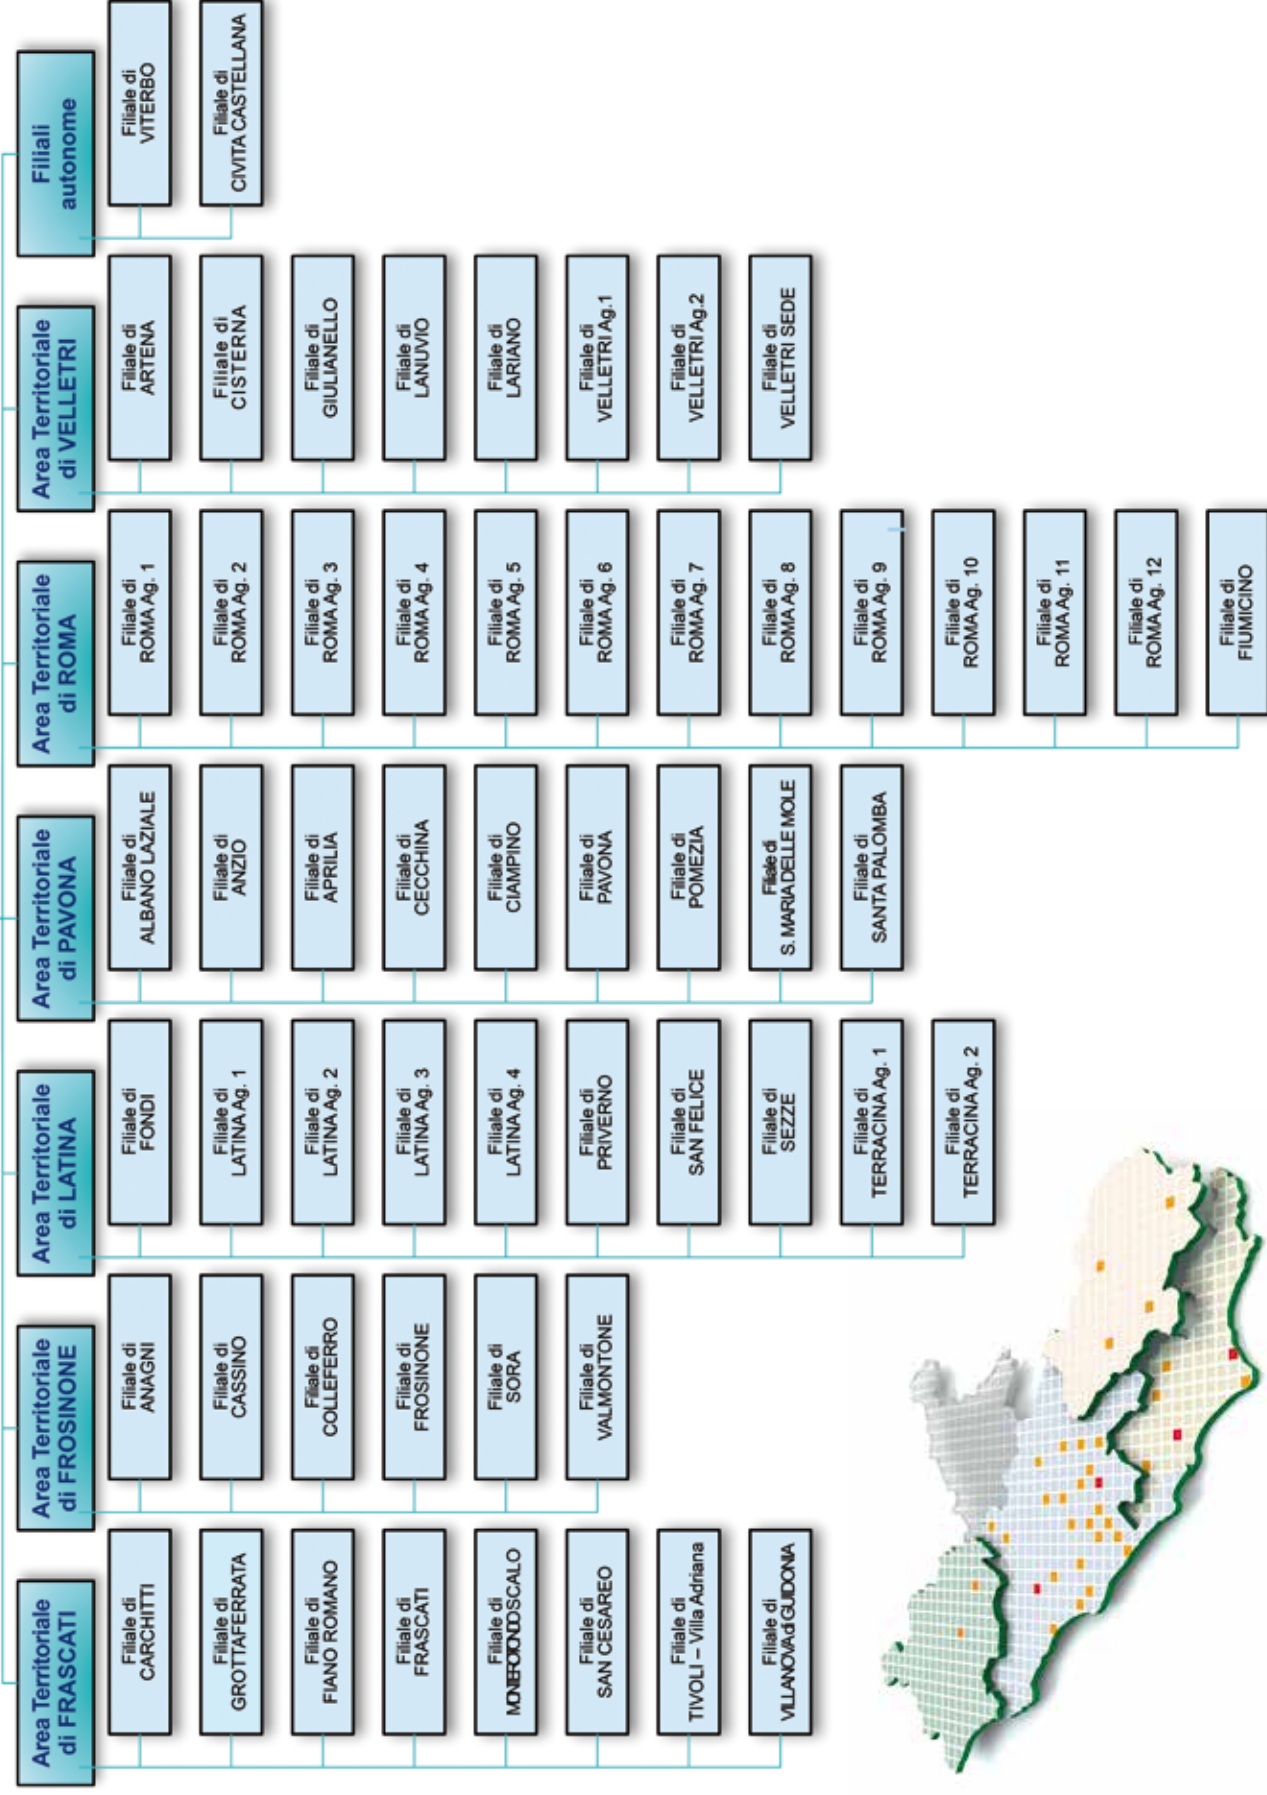 Area Territoriale
di FRASCATI
Filiale di
CARCHITTI
Filiale di
GROTTAFERRATA
Filiale di
FIANO ROMANO
Filiale di
FRASCATI
Filiale di
MONTEROTONDO SCALO
Filiale di
SAN CESAREO
Filiale di
TIVOLI – Villa Adriana
Filiale di
VILLANOVA di GUIDONIA
Area Territoriale
di FROSINONE
Filiale di
ANAGNI
Filiale di
CASSINO
Filiale di
COLLEFERRO
Filiale di
FROSINONE
Filiale di
SORA
Filiale di
VALMONTONE
Area Territoriale
di LATINA
Filiale di
FONDI
Filiale di
LATINA Ag. 1
Filiale di
LATINA Ag. 2
Filiale di
LATINA Ag. 3
Filiale di
LATINA Ag. 4
Filiale di
PRIVERNO
Filiale di
SAN FELICE
Filiale di
SEZZE
Filiale di
TERRACINA Ag. 1
Filiale di
TERRACINA Ag. 2
Area Territoriale
di PAVONA
Filiale di
ALBANO LAZIALE
Filiale di
ANZIO
Filiale di
APRILIA
Filiale di
CECCHINA
Filiale di
CIAMPINO
Filiale di
PAVONA
Filiale di
POMEZIA
Filiale di
S. MARIA DELLE MOLE
Filiale di
SANTA PALOMBA
Area Territoriale
di ROMA
Filiale di
ROMA Ag. 1
Filiale di
ROMA Ag. 2
Filiale di
ROMA Ag. 3
Filiale di
ROMA Ag. 4
Filiale di
ROMA Ag. 5
Filiale di
ROMA Ag. 6
Filiale di
ROMA Ag. 7
Filiale di
ROMA Ag. 8
Filiale di
ROMA Ag. 9
Filiale di
ROMA Ag. 10
Filiale di
ROMA Ag. 11
Filiale di
ROMA Ag. 12
Filiale di
FIUMICINO
Area Territoriale
di VELLETRI
Filiale di
ARTENA
Filiale di
CISTERNA
Filiale di
GIULIANELLO
Filiale di
LANUVIO
Filiale di
LARIANO
Filiale di
VELLETRI Ag.1
Filiale di
VELLETRI Ag.2
Filiale di
VELLETRI SEDE
Filiali
autonome
Filiale di
VITERBO
Filiale di
CIVITA CASTELLANA